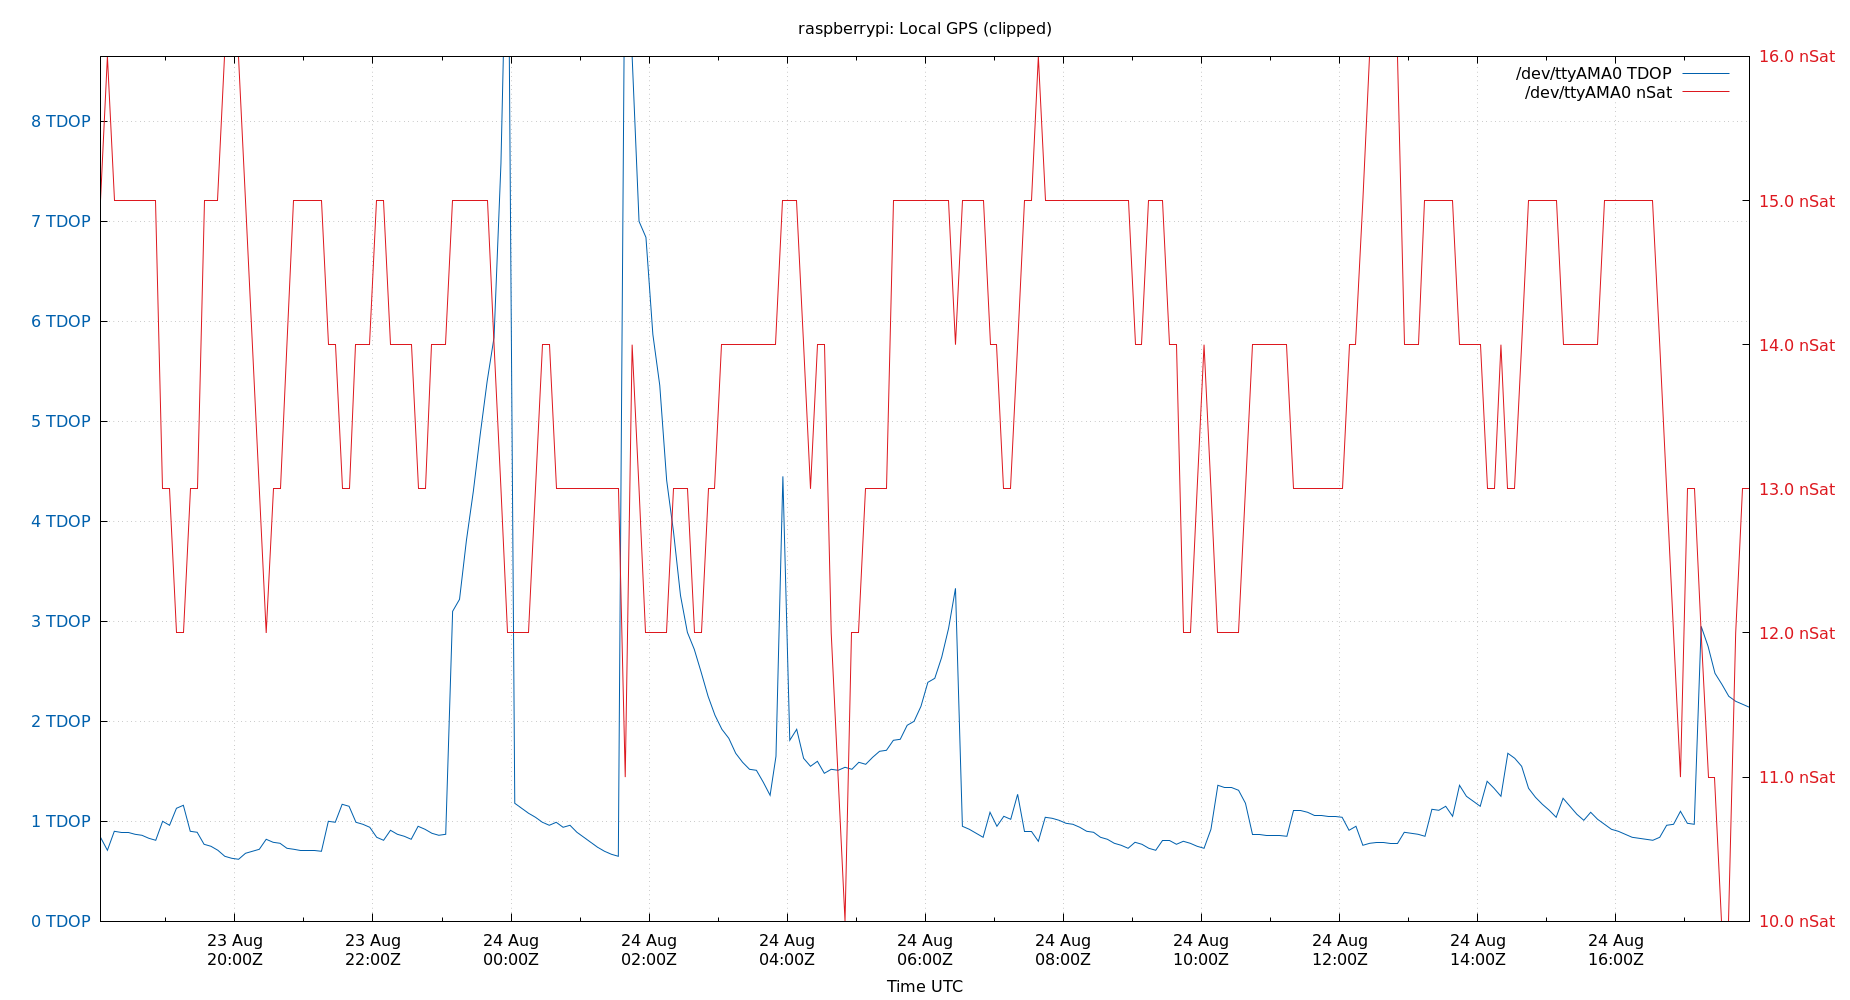 raspberrypi: Local GPS (clipped)
16.0 nSat
/dev/ttyAMA0 TDOP
/dev/ttyAMA0 nSat
8 TDOP
15.0 nSat
7 TDOP
6 TDOP
14.0 nSat
5 TDOP
13.0 nSat
4 TDOP
3 TDOP
12.0 nSat
2 TDOP
11.0 nSat
1 TDOP
0 TDOP
10.0 nSat
23 Aug
20:00Z
23 Aug
22:00Z
24 Aug
00:00Z
24 Aug
02:00Z
24 Aug
04:00Z
24 Aug
06:00Z
24 Aug
08:00Z
24 Aug
10:00Z
24 Aug
12:00Z
24 Aug
14:00Z
24 Aug
16:00Z
Time UTC